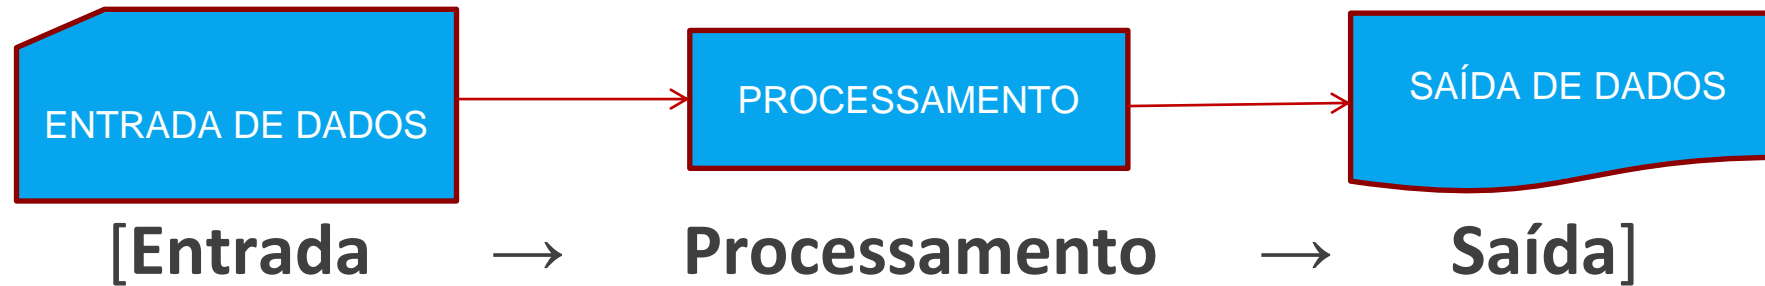 ENTRADA DE DADOS
PROCESSAMENTO
SAÍDA DE DADOS
[Entrada → Processamento → Saída]